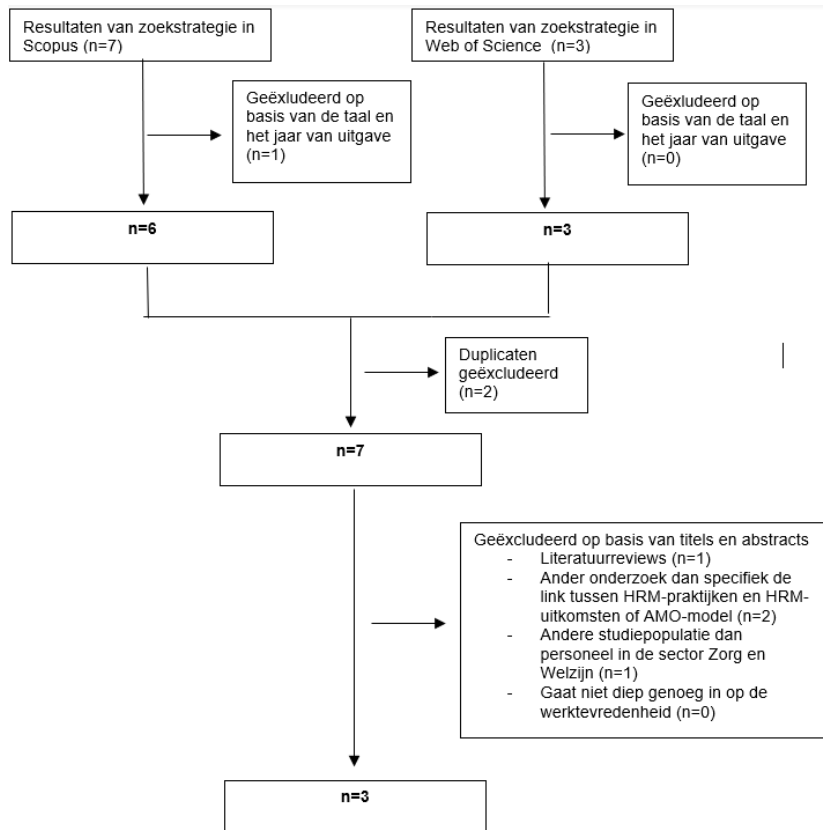 Resultaten van zoekstrategie in
Scopus (n=7)
Resultaten van zoekstrategie in
Web of Science (n=3)
Geëxludeerd op
basis van de taal en
het jaar van uitgave
(n=1)
Geëxludeerd op
basis van de taal en
het jaar van uitgave
(n=0)
n=6
n=3
Duplicaten
geëxcludeerd
(n=2)
n=7
Geëxcludeerd op basis van titels en abstracts
- Literatuurreviews (n=1)
- Ander onderzoek dan specifiek de
link tussen HRM-praktijken en HRM-
uitkomsten of AMO-model (n=2)
- Andere studiepopulatie dan
personeel in de sector Zorg en
Welzijn (n=1)
- Gaat niet diep genoeg in op de
werktevredenheid (n=0)
n=3